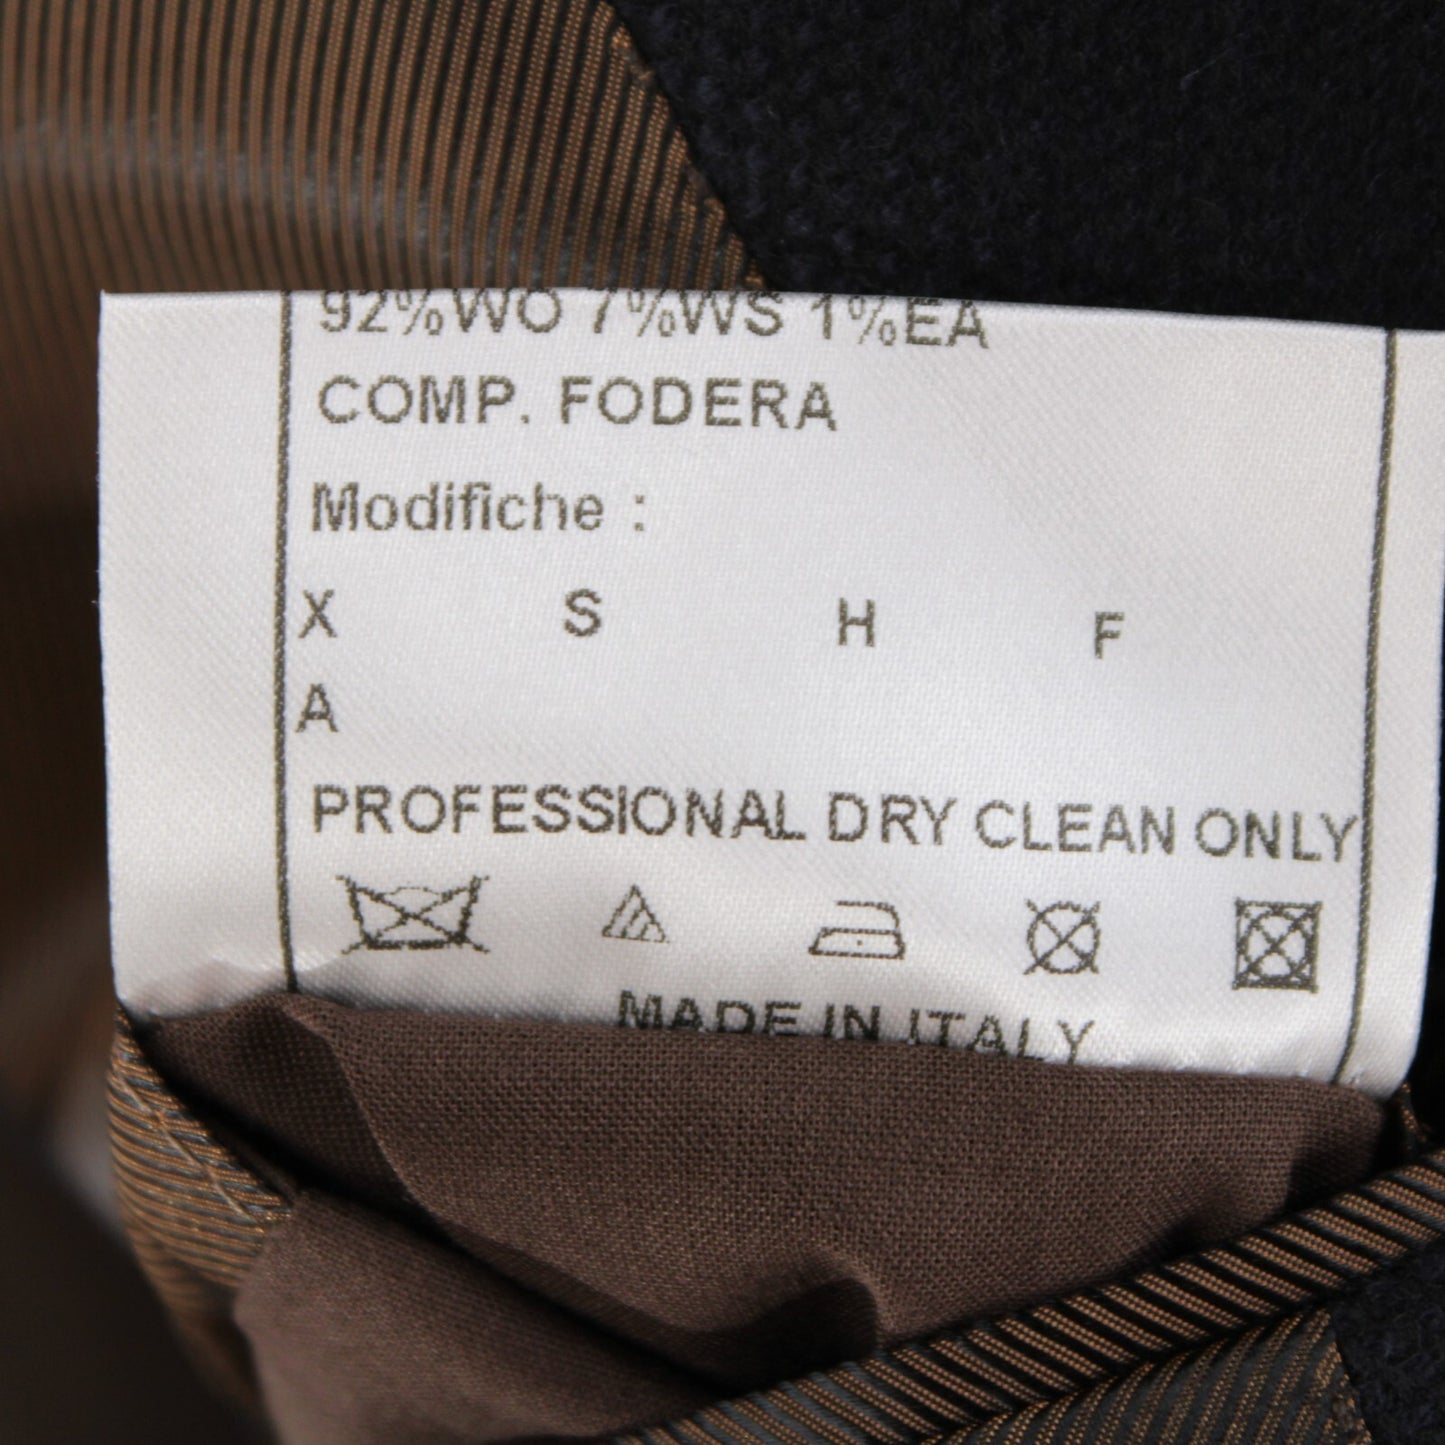 92%WO 7%WS 1%EA
COMP. FODERA
Modifiche :
X S H F
A
PROFESSIONAL DRY CLEAN ONLY
MADE IN ITALY